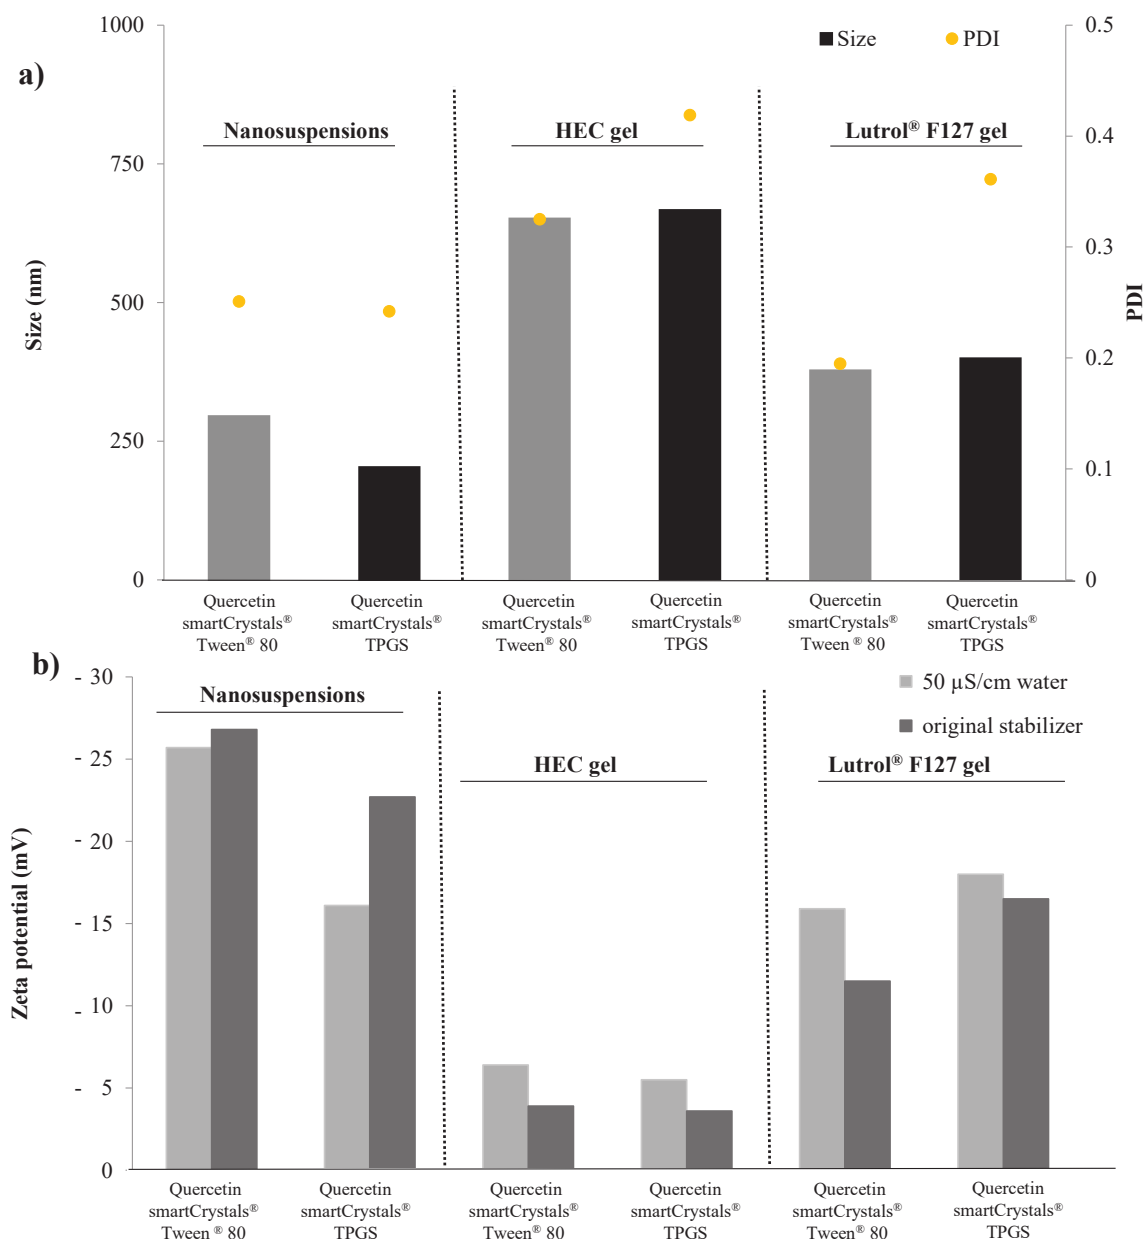 a)
Size (nm)
1000
750
500
250
0
Size
PDI
Nanosuspensions
HEC gel
Lutrol® F127 gel
0.5
0.4
0.3
0.2
0.1
0
PDI
Quercetin
smartCrystals®
Tween® 80
Quercetin
smartCrystals®
TPGS
Quercetin
smartCrystals®
Tween® 80
Quercetin
smartCrystals®
TPGS
Quercetin
smartCrystals®
Tween® 80
Quercetin
smartCrystals®
TPGS
b)
Zeta potential (mV)
- 30
- 25
- 20
- 15
- 10
- 5
0
50 µS/cm water
original stabilizer
Nanosuspensions
HEC gel
Lutrol® F127 gel
Quercetin
smartCrystals®
Tween® 80
Quercetin
smartCrystals®
TPGS
Quercetin
smartCrystals®
Tween® 80
Quercetin
smartCrystals®
TPGS
Quercetin
smartCrystals®
Tween® 80
Quercetin
smartCrystals®
TPGS